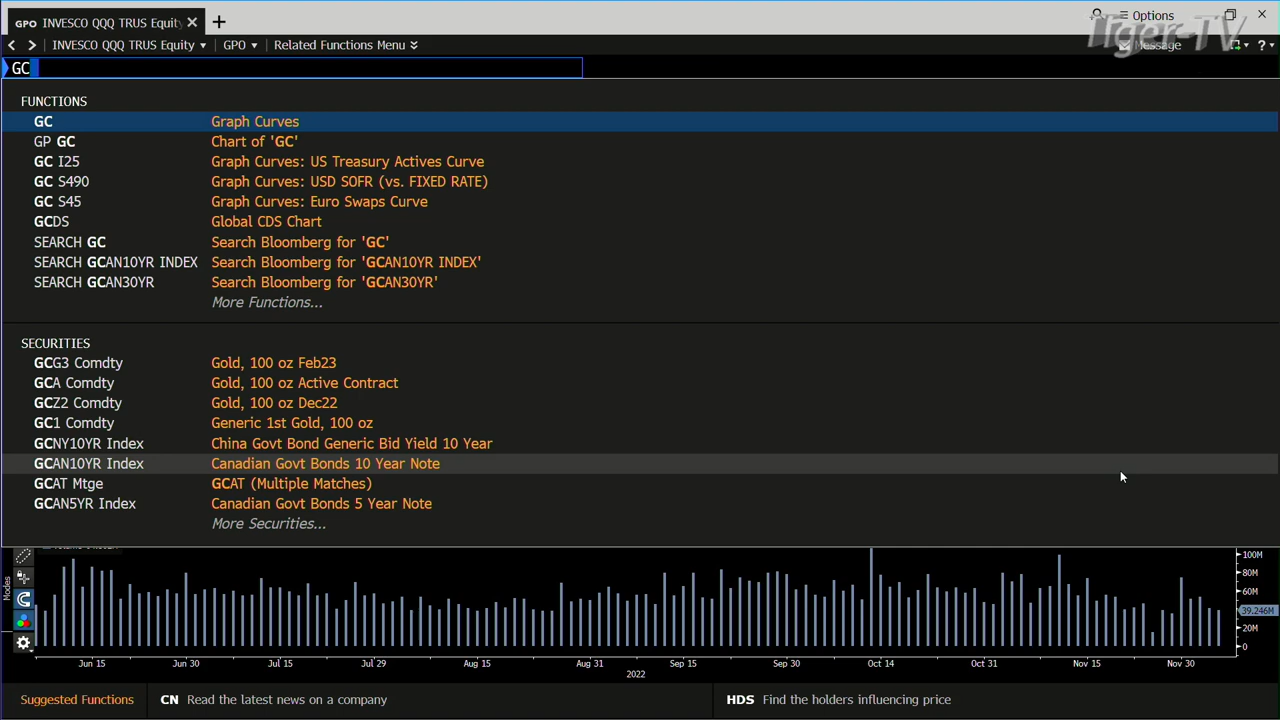 GPO INVESCO QQQ TRUS Equity
Options
INVESCO QQQ TRUS Equity GPO Related Functions Menu
Message ?
Tiger-TV
GC
FUNCTIONS
GC Graph Curves
GP GC Chart of 'GC'
GC I25 Graph Curves: US Treasury Actives Curve
GC S490 Graph Curves: USD SOFR (vs. FIXED RATE)
GC S45 Graph Curves: Euro Swaps Curve
GCDS Global CDS Chart
SEARCH GC Search Bloomberg for 'GC'
SEARCH GCAN10YR INDEX Search Bloomberg for 'GCAN10YR INDEX'
SEARCH GCAN30YR Search Bloomberg for 'GCAN30YR'
More Functions...
SECURITIES
GCG3 Comdty Gold, 100 oz Feb23
GCA Comdty Gold, 100 oz Active Contract
GCZ2 Comdty Gold, 100 oz Dec22
GC1 Comdty Generic 1st Gold, 100 oz
GCNY10YR Index China Govt Bond Generic Bid Yield 10 Year
GCAN10YR Index Canadian Govt Bonds 10 Year Note
GCAT Mtge GCAT (Multiple Matches)
GCAN5YR Index Canadian Govt Bonds 5 Year Note
More Securities...
Modes
100M
80M
60M
39.246M
20M
0
Jun 15 Jun 30 Jul 15 Jul 29 Aug 15 Aug 31 Sep 15 Sep 30 Oct 14 Oct 31 Nov 15 Nov 30
2022
Suggested Functions CN Read the latest news on a company HDS Find the holders influencing price